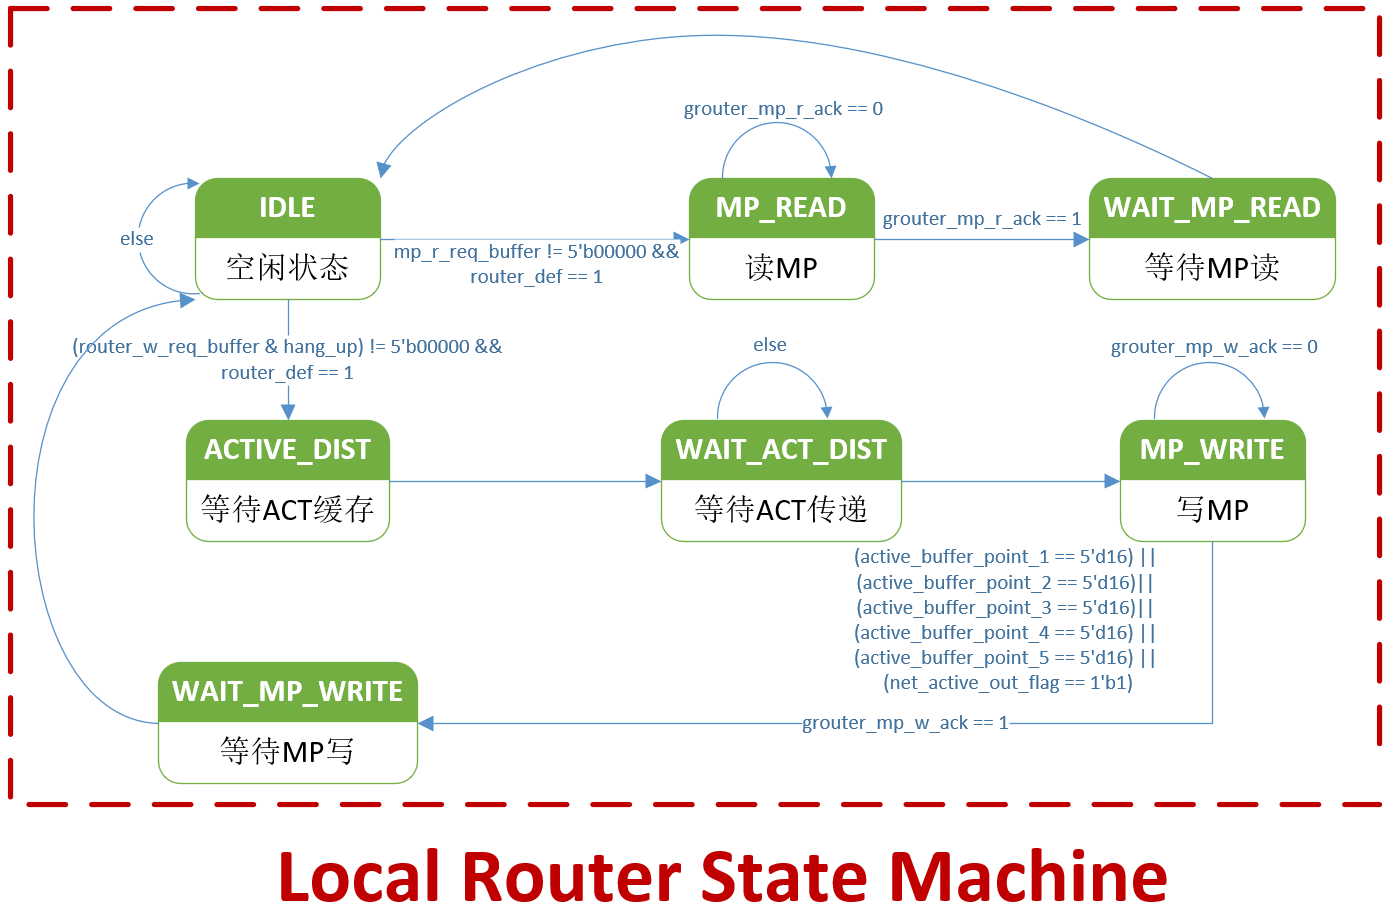 grouter_mp_r_ack == 0
IDLE
空闲状态
else
mp_r_req_buffer != 5'b00000 &&
router_def == 1
MP_READ
读MP
grouter_mp_r_ack == 1
WAIT_MP_READ
等待MP读
(router_w_req_buffer & hang_up) != 5'b00000 &&
router_def == 1
else
grouter_mp_w_ack == 0
ACTIVE_DIST
等待ACT缓存
WAIT_ACT_DIST
等待ACT传递
MP_WRITE
写MP
(active_buffer_point_1 == 5'd16) ||
(active_buffer_point_2 == 5'd16)||
(active_buffer_point_3 == 5'd16)||
(active_buffer_point_4 == 5'd16) ||
(active_buffer_point_5 == 5'd16) ||
(net_active_out_flag == 1'b1)
WAIT_MP_WRITE
等待MP写
grouter_mp_w_ack == 1
Local Router State Machine